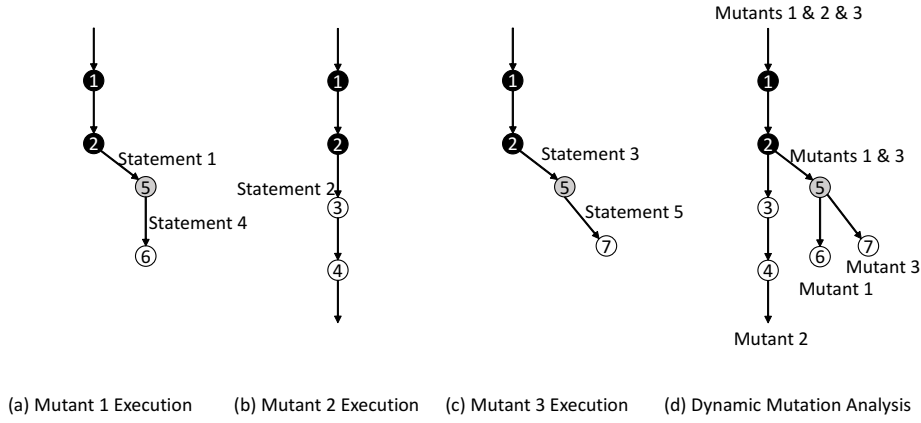 Mutants 1 & 2 & 3
1
2
Statement 1
5
Statement 4
6
1
2
Statement 2
3
4
1
2
Statement 3
5
Statement 5
7
1
2
Mutants 1 & 3
5
3
7
6
4
Mutant 3
Mutant 1
Mutant 2
(a) Mutant 1 Execution
(b) Mutant 2 Execution
(c) Mutant 3 Execution
(d) Dynamic Mutation Analysis